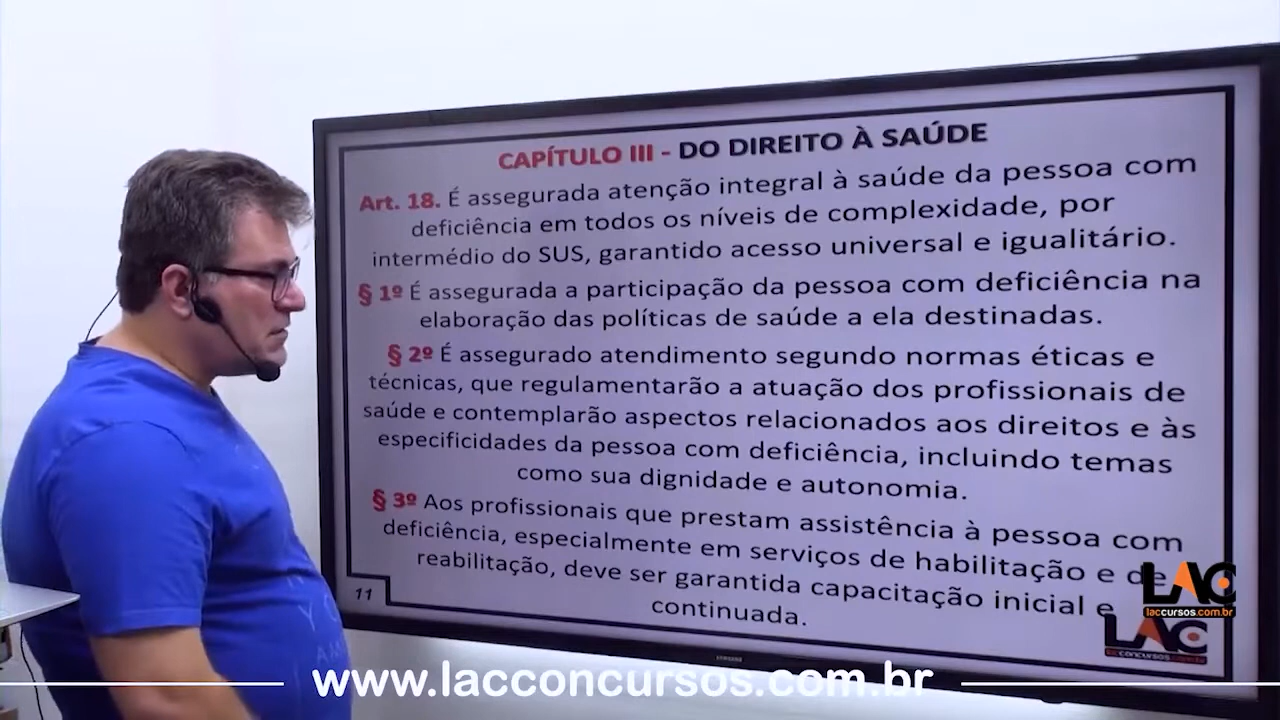 CAPÍTULO III - DO DIREITO À SAÚDE
Art. 18. É assegurada atenção integral à saúde da pessoa com
deficiência em todos os níveis de complexidade, por
intermédio do SUS, garantido acesso universal e igualitário.
§ 1º É assegurada a participação da pessoa com deficiência na
elaboração das políticas de saúde a ela destinadas.
§ 2º É assegurado atendimento segundo normas éticas e
técnicas, que regulamentarão a atuação dos profissionais de
saúde e contemplarão aspectos relacionados aos direitos e às
especificidades da pessoa com deficiência, incluindo temas
como sua dignidade e autonomia.
§ 3º Aos profissionais que prestam assistência à pessoa com
deficiência, especialmente em serviços de habilitação e de
reabilitação, deve ser garantida capacitação inicial e
continuada.
11
LAC
laccursos.com.br
LAC
lacconcursos.com.br
SAMSUNG
www.lacconcursos.com.br